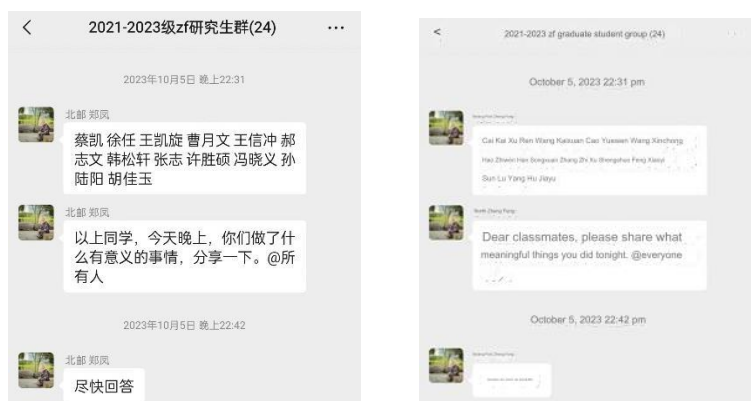 2021-2023级zf研究生群(24)
2023年10月5日 晚上22:31
北部 郑凤
蔡凯 徐任 王凯旋 曹月文 王信冲 郝
志文 韩松轩 张志 许胜硕 冯晓义 孙
陆阳 胡佳玉
北部 郑凤
以上同学，今天晚上，你们做了什
么有意义的事情，分享一下。@所
有人
2023年10月5日 晚上22:42
北部 郑凤
尽快回答
2021-2023 zf graduate student group (24)
October 5, 2023 22:31 pm
Cai Kai Xu Ren Wang Kaixuan Cao Yuewen Wang Xinchong
Hao Zhiwen Han Songxuan Zhang Zhi Xu Shengshuo Feng Xiaoyi
Sun Lu Yang Hu Jiayu
North Zheng Feng:
Dear classmates, please share what
meaningful things you did tonight. @everyone
October 5, 2023 22:42 pm